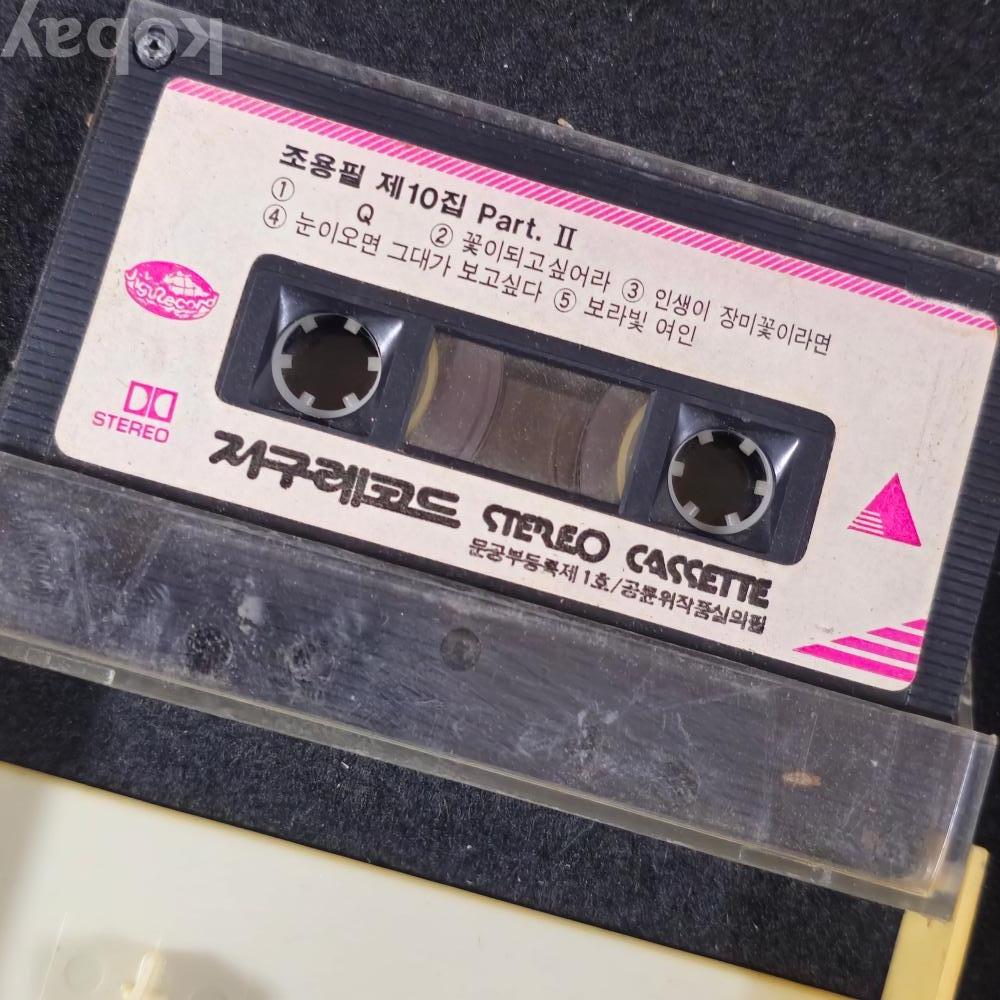 kobay
조용필 제10집 Part. Ⅱ
① Q ② 꽃이되고싶어라 ③ 인생이 장미꽃이라면
④ 눈이오면 그대가 보고싶다 ⑤ 보라빛 여인
JiguRecord
STEREO
지구레코드 STEREO CASSETTE
문공부등록제1호/공륜위작품심의필